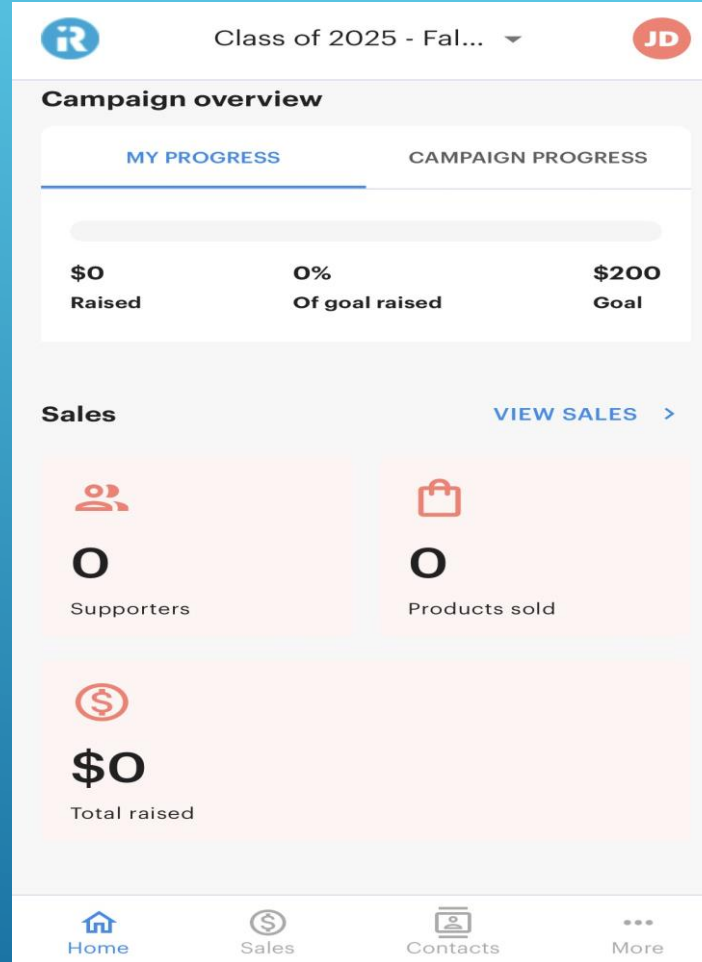 iR
Class of 2025 - Fal...
JD
Campaign overview
MY PROGRESS
CAMPAIGN PROGRESS
$0
0%
$200
Raised
Of goal raised
Goal
Sales
VIEW SALES >
0
0
Supporters
Products sold
$0
Total raised
Home
Sales
Contacts
More